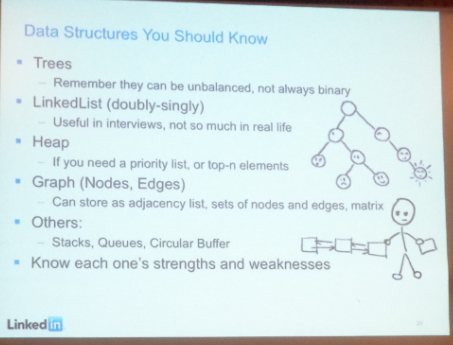 Data Structures You Should Know
▪ Trees
– Remember they can be unbalanced, not always binary
▪ LinkedList (doubly-singly)
– Useful in interviews, not so much in real life
▪ Heap
– If you need a priority list, or top-n elements
▪ Graph (Nodes, Edges)
– Can store as adjacency list, sets of nodes and edges, matrix
▪ Others:
– Stacks, Queues, Circular Buffer
▪ Know each one's strengths and weaknesses
Linked in